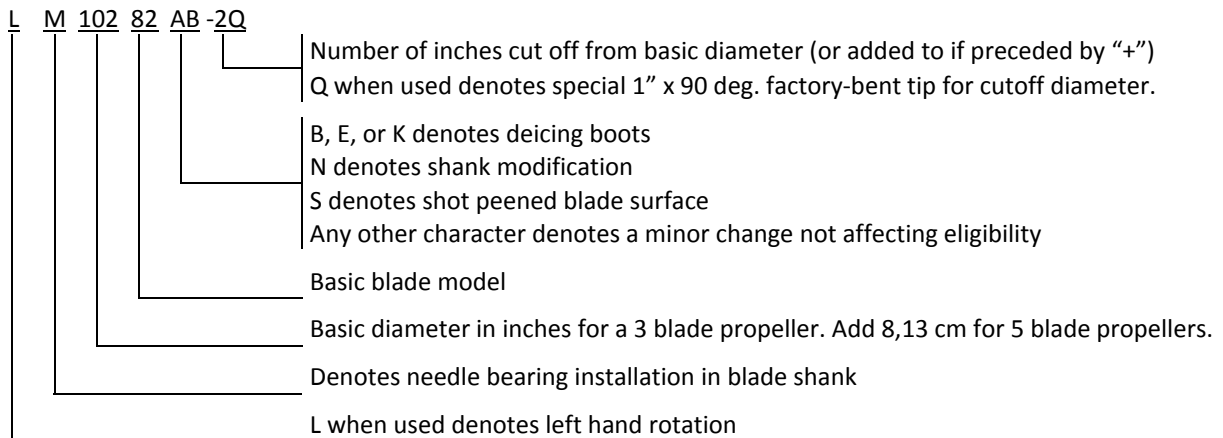 L M 102 82 AB -2Q
Number of inches cut off from basic diameter (or added to if preceded by “+”)
Q when used denotes special 1” x 90 deg. factory-bent tip for cutoff diameter.
B, E, or K denotes deicing boots
N denotes shank modification
S denotes shot peened blade surface
Any other character denotes a minor change not affecting eligibility
Basic blade model
Basic diameter in inches for a 3 blade propeller. Add 8,13 cm for 5 blade propellers.
Denotes needle bearing installation in blade shank
L when used denotes left hand rotation